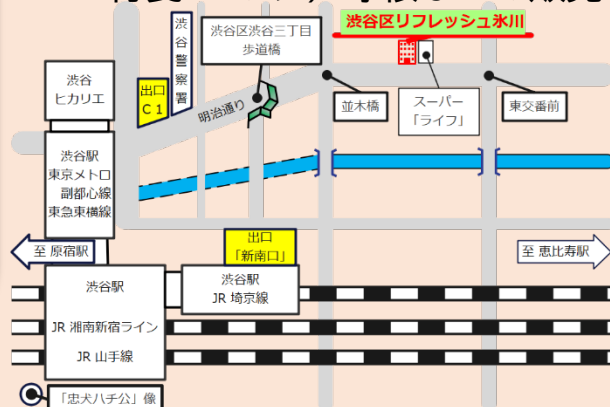 渋谷区リフレッシュ氷川
渋谷区渋谷三丁目
歩道橋
渋谷警察署
出口
C1
渋谷
ヒカリエ
明治通り
並木橋
スーパー
「ライフ」
東交番前
渋谷駅
東京メトロ
副都心線
東急東横線
出口
「新南口」
至 原宿駅
至 恵比寿駅
渋谷駅
JR 埼京線
渋谷駅
JR 湘南新宿ライン
JR 山手線
「忠犬ハチ公」像